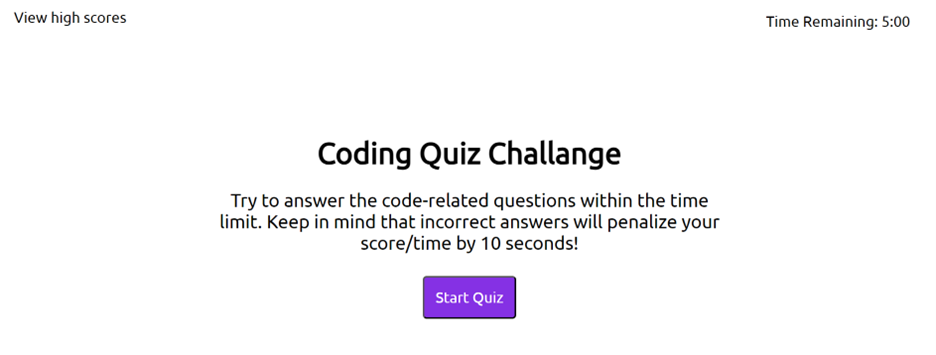 View high scores
Time Remaining: 5:00
Coding Quiz Challange
Try to answer the code-related questions within the time
limit. Keep in mind that incorrect answers will penalize your
score/time by 10 seconds!
Start Quiz